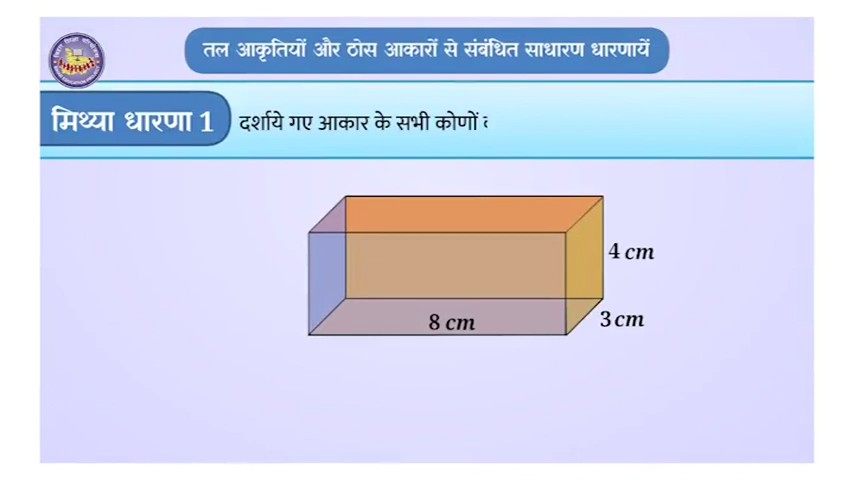 तल आकृतियों और ठोस आकारों से संबंधित साधारण धारणायें
मिथ्या धारणा 1
दर्शाये गए आकार के सभी कोणों
4 cm
8 cm
3 cm